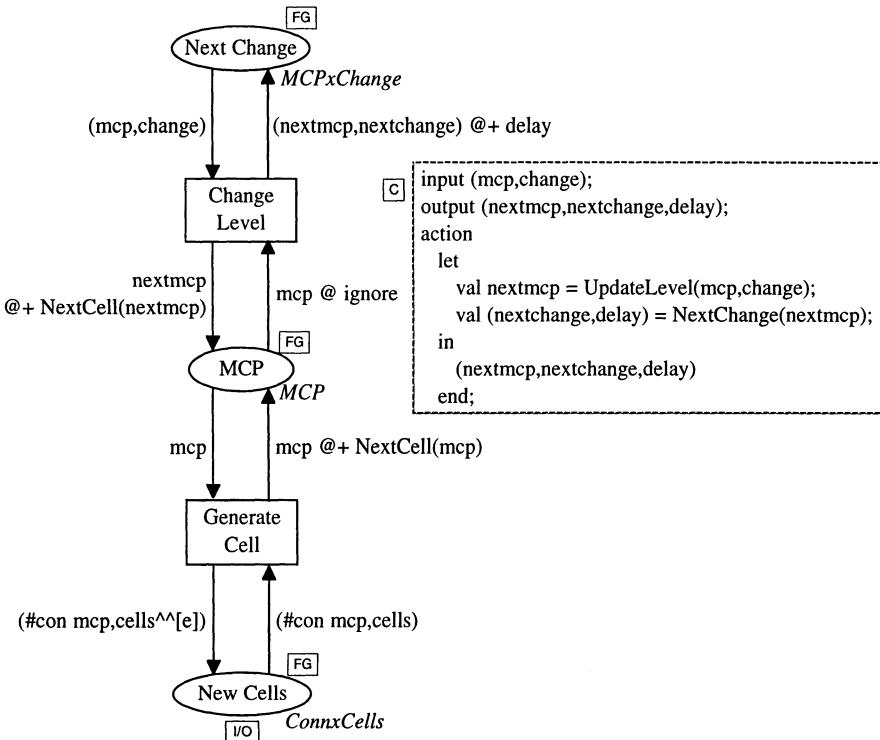 FG
Next Change
MCPxChange
(mcp,change)
(nextmcp,nextchange) @+ delay
Change
Level
C
input (mcp,change);
output (nextmcp,nextchange,delay);
action
let
val nextmcp = UpdateLevel(mcp,change);
val (nextchange,delay) = NextChange(nextmcp);
in
(nextmcp,nextchange,delay)
end;
nextmcp
@+ NextCell(nextmcp)
mcp @ ignore
FG
MCP
MCP
mcp
mcp @+ NextCell(mcp)
Generate
Cell
(#con mcp,cells^^[e])
(#con mcp,cells)
FG
New Cells
ConnxCells
I/O